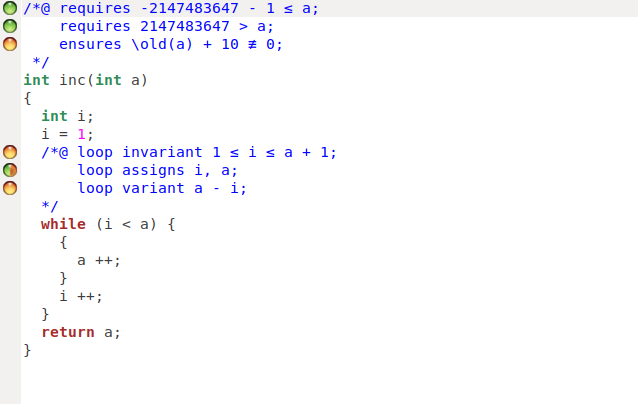 /*@ requires -2147483647 - 1 ≤ a;
    requires 2147483647 > a;
    ensures \old(a) + 10 ≢ 0;
 */
int inc(int a)
{
  int i;
  i = 1;
  /*@ loop invariant 1 ≤ i ≤ a + 1;
      loop assigns i, a;
      loop variant a - i;
  */
  while (i < a) {
    {
      a ++;
    }
    i ++;
  }
  return a;
}